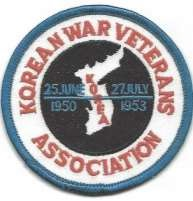 KOREAN WAR VETERANS
25 JUNE 27 JULY
KOREA
1950 1953
ASSOCIATION